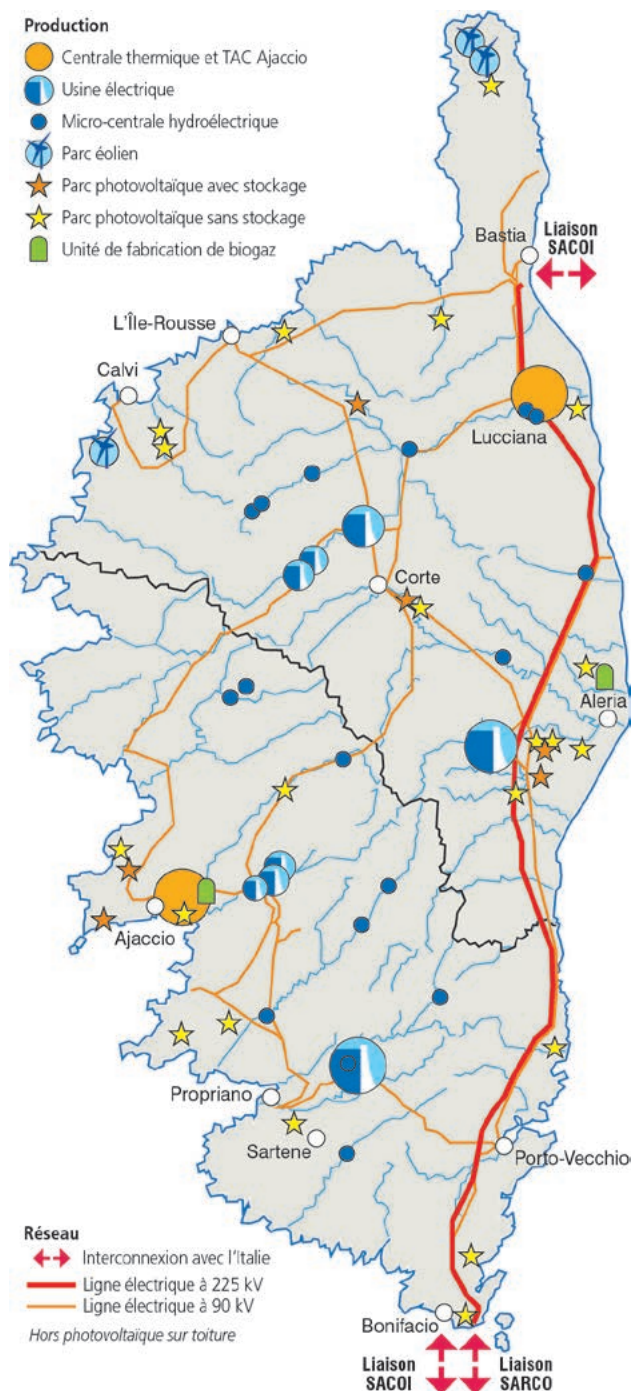 Production
Centrale thermique et TAC Ajaccio
Usine électrique
Micro-centrale hydroélectrique
Parc éolien
Parc photovoltaïque avec stockage
Parc photovoltaïque sans stockage
Unité de fabrication de biogaz
Bastia
Liaison
SACOI
L'Île-Rousse
Calvi
Lucciana
Corte
Aleria
Ajaccio
Propriano
Sartene
Porto-Vecchio
Réseau
Interconnexion avec l'Italie
Ligne électrique à 225 kV
Ligne électrique à 90 kV
Hors photovoltaïque sur toiture
Bonifacio
Liaison
SACOI
Liaison
SARCO